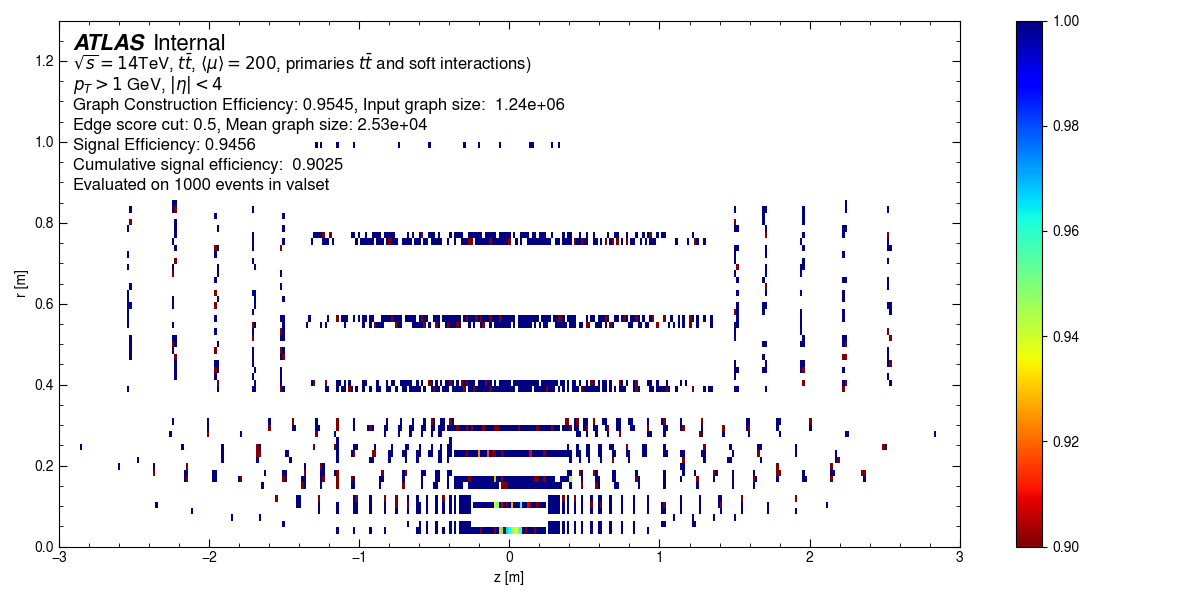 ATLAS Internal
√s = 14TeV, tt̄, ⟨μ⟩ = 200, primaries tt̄ and soft interactions)
p_T > 1 GeV, |η| < 4
Graph Construction Efficiency: 0.9545, Input graph size:  1.24e+06
Edge score cut: 0.5, Mean graph size: 2.53e+04
Signal Efficiency: 0.9456
Cumulative signal efficiency:  0.9025
Evaluated on 1000 events in valset
r [m]
1.2
1.0
0.8
0.6
0.4
0.2
0.0
−3 −2 −1 0 1 2 3
z [m]
1.00
0.98
0.96
0.94
0.92
0.90